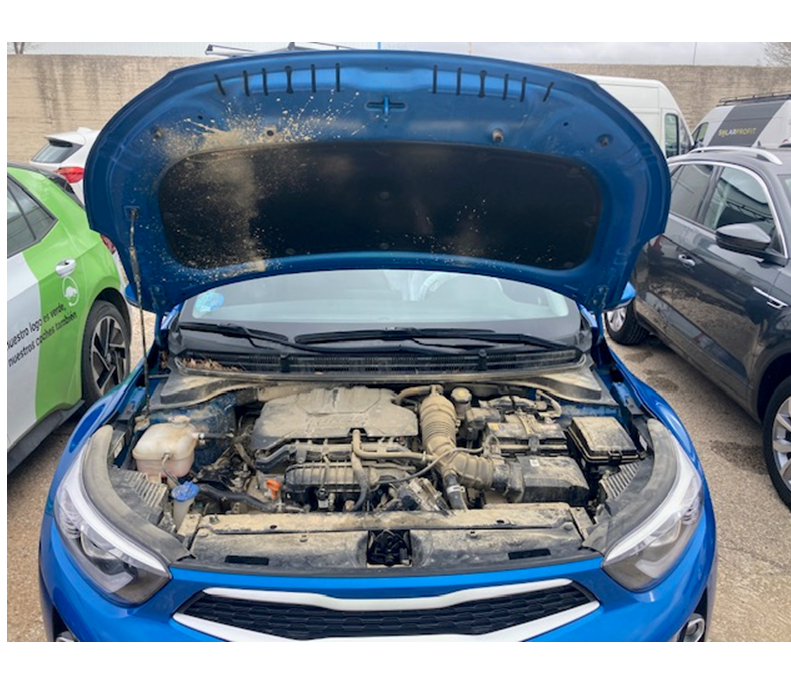 nuestro logo es verde,
nuestros coches también
SOLARPROFIT